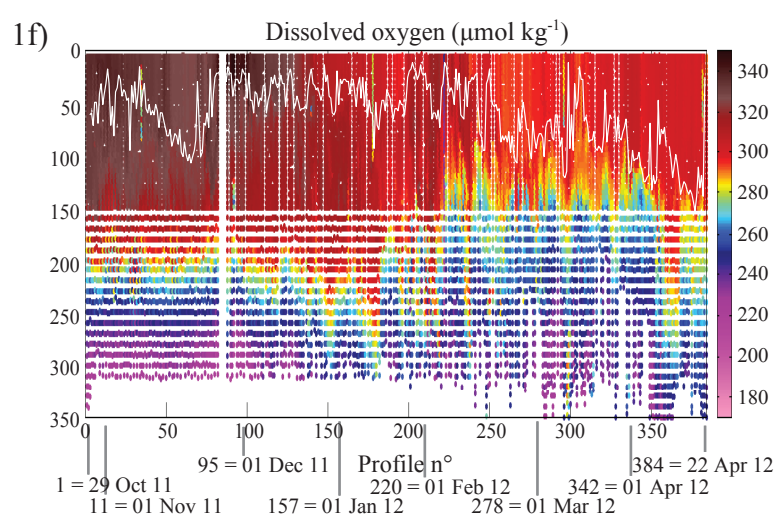 1f)
Dissolved oxygen (μmol kg⁻¹)
0
50
100
150
200
250
300
350
340
320
300
280
260
240
220
200
180
0 50 100 150 200 250 300 350
95 = 01 Dec 11 Profile n° 384 = 22 Apr 12
1 = 29 Oct 11 220 = 01 Feb 12 342 = 01 Apr 12
11 = 01 Nov 11 157 = 01 Jan 12 278 = 01 Mar 12